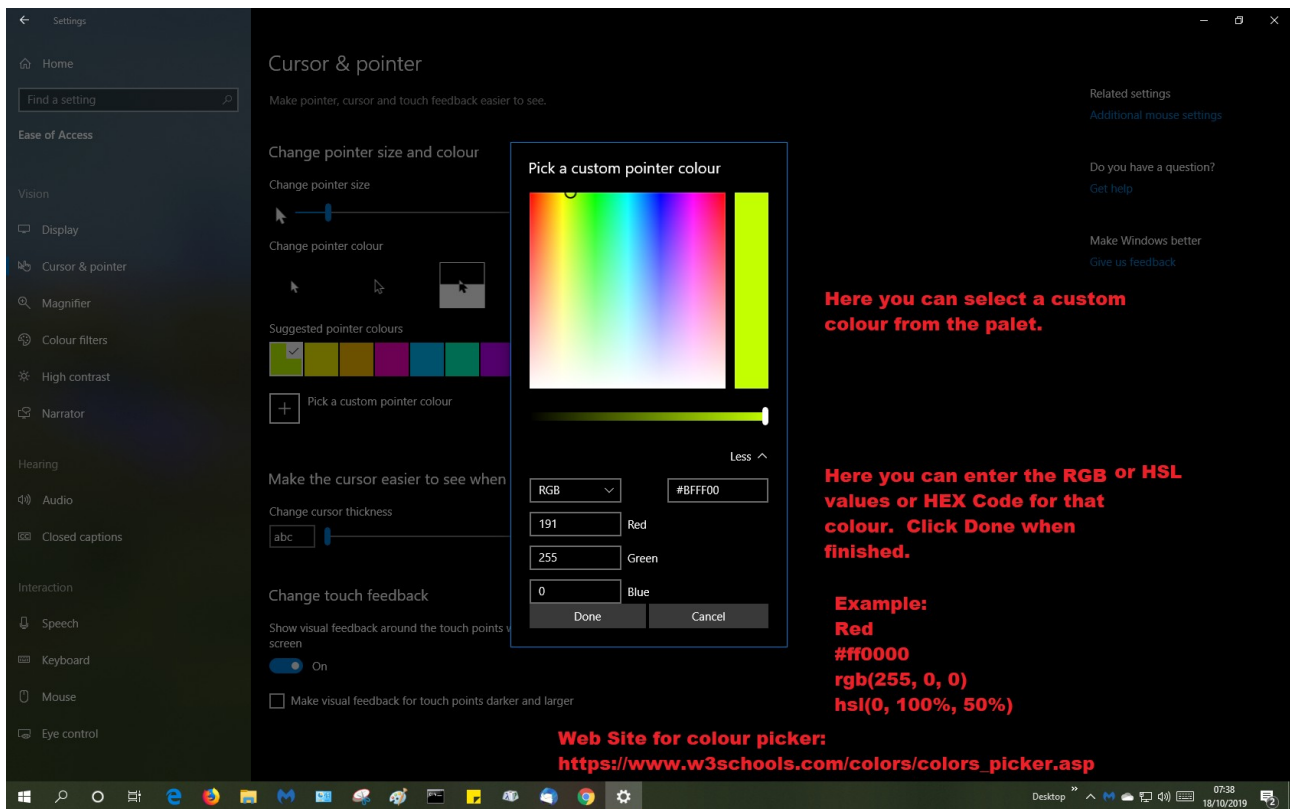 Settings
Home
Find a setting
Ease of Access
Vision
Display
Cursor & pointer
Magnifier
Colour filters
High contrast
Narrator
Hearing
Audio
Closed captions
Interaction
Speech
Keyboard
Mouse
Eye control
Cursor & pointer
Make pointer, cursor and touch feedback easier to see.
Change pointer size and colour
Change pointer size
Change pointer colour
Suggested pointer colours
Pick a custom pointer colour
Make the cursor easier to see when
Change cursor thickness
abc
Change touch feedback
Show visual feedback around the touch points
screen
On
Make visual feedback for touch points darker and larger
Pick a custom pointer colour
Less
RGB
#BFFF00
191
Red
255
Green
0
Blue
Done
Cancel
Related settings
Additional mouse settings
Do you have a question?
Get help
Make Windows better
Give us feedback
Here you can select a custom
colour from the palet.
Here you can enter the RGB or HSL
values or HEX Code for that
colour. Click Done when
finished.
Example:
Red
#ff0000
rgb(255, 0, 0)
hsl(0, 100%, 50%)
Web Site for colour picker:
https://www.w3schools.com/colors/colors_picker.asp
Desktop
07:38
18/10/2019